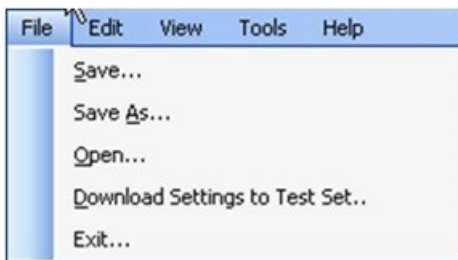 File Edit View Tools Help
Save...
Save As...
Open...
Download Settings to Test Set..
Exit...